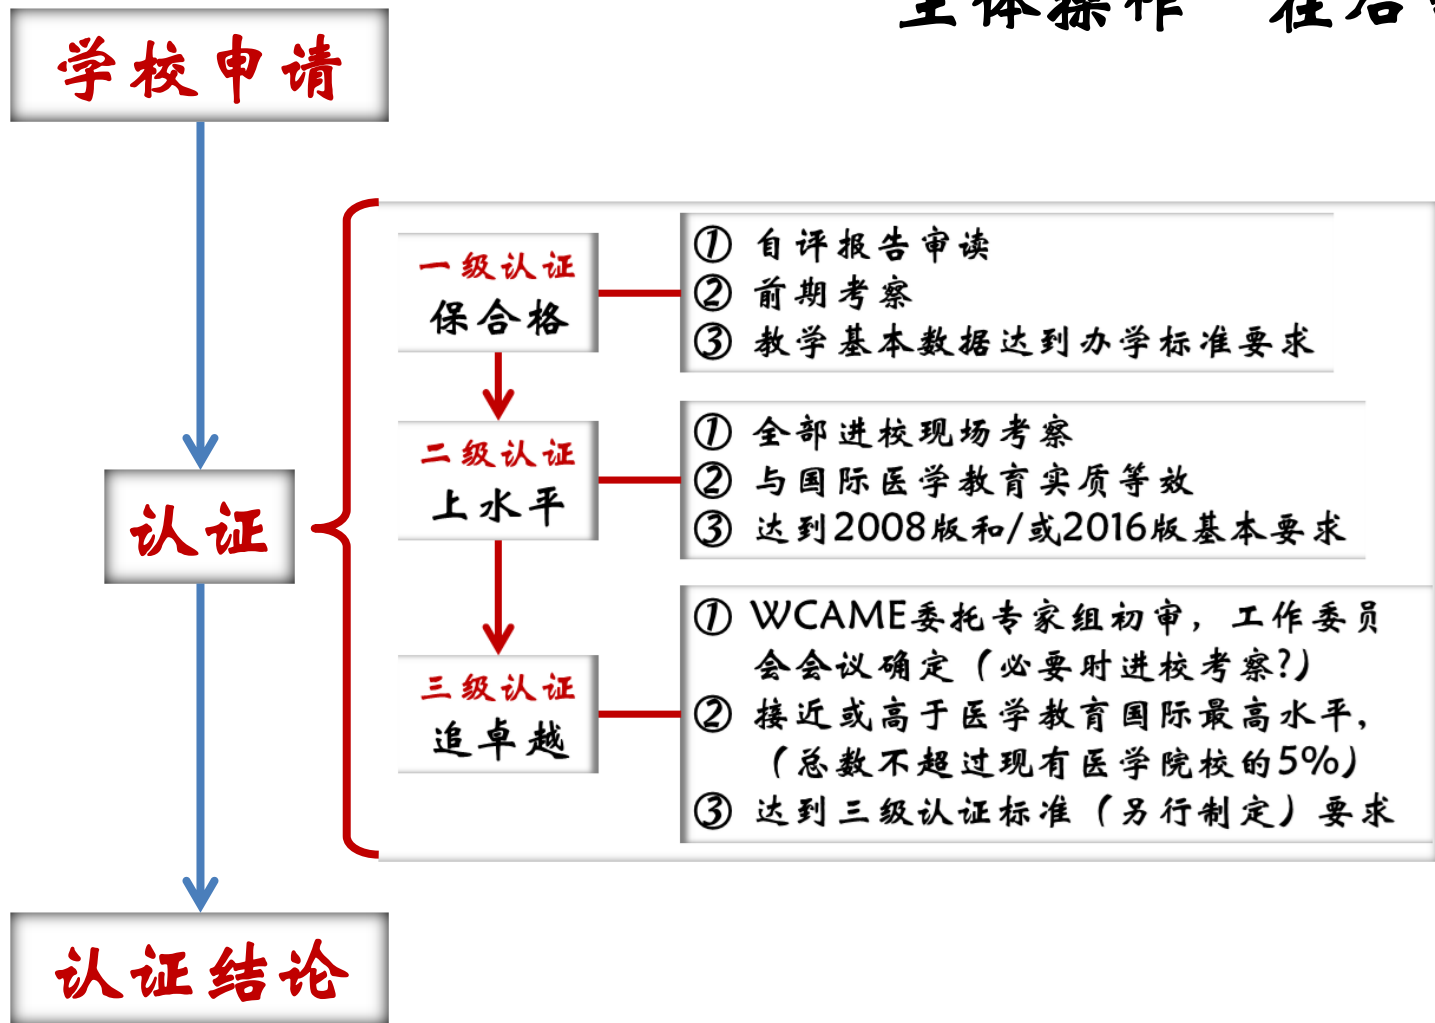 主体操作 在后
学校申请
一级认证
保合格
① 自评报告审读
② 前期考察
③ 教学基本数据达到办学标准要求
二级认证
上水平
① 全部进校现场考察
② 与国际医学教育实质等效
③ 达到2008版和/或2016版基本要求
认证
三级认证
追卓越
① WCAME委托专家组初审，工作委员
会会议确定（必要时进校考察?）
② 接近或高于医学教育国际最高水平，
（总数不超过现有医学院校的5%）
③ 达到三级认证标准（另行制定）要求
认证结论